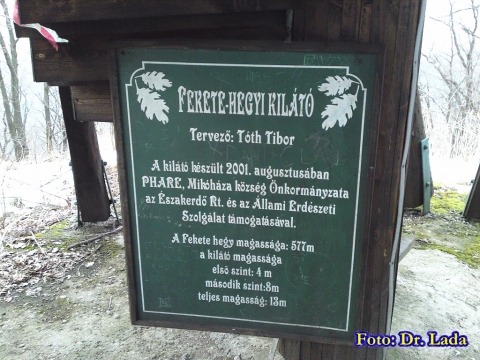 FEKETE-HEGYI KILÁTÓ
Tervező: Tóth Tibor
A kilátó készült 2001. augusztusában
PHARE, Mikóháza község Önkormányzata
az Északerdő Rt. és az Állami Erdészeti
Szolgálat támogatásával.
A Fekete hegy magassága: 577m
a kilátó magassága
első szint: 4 m
második szint:8m
teljes magasság: 13m
Foto: Dr. Lada